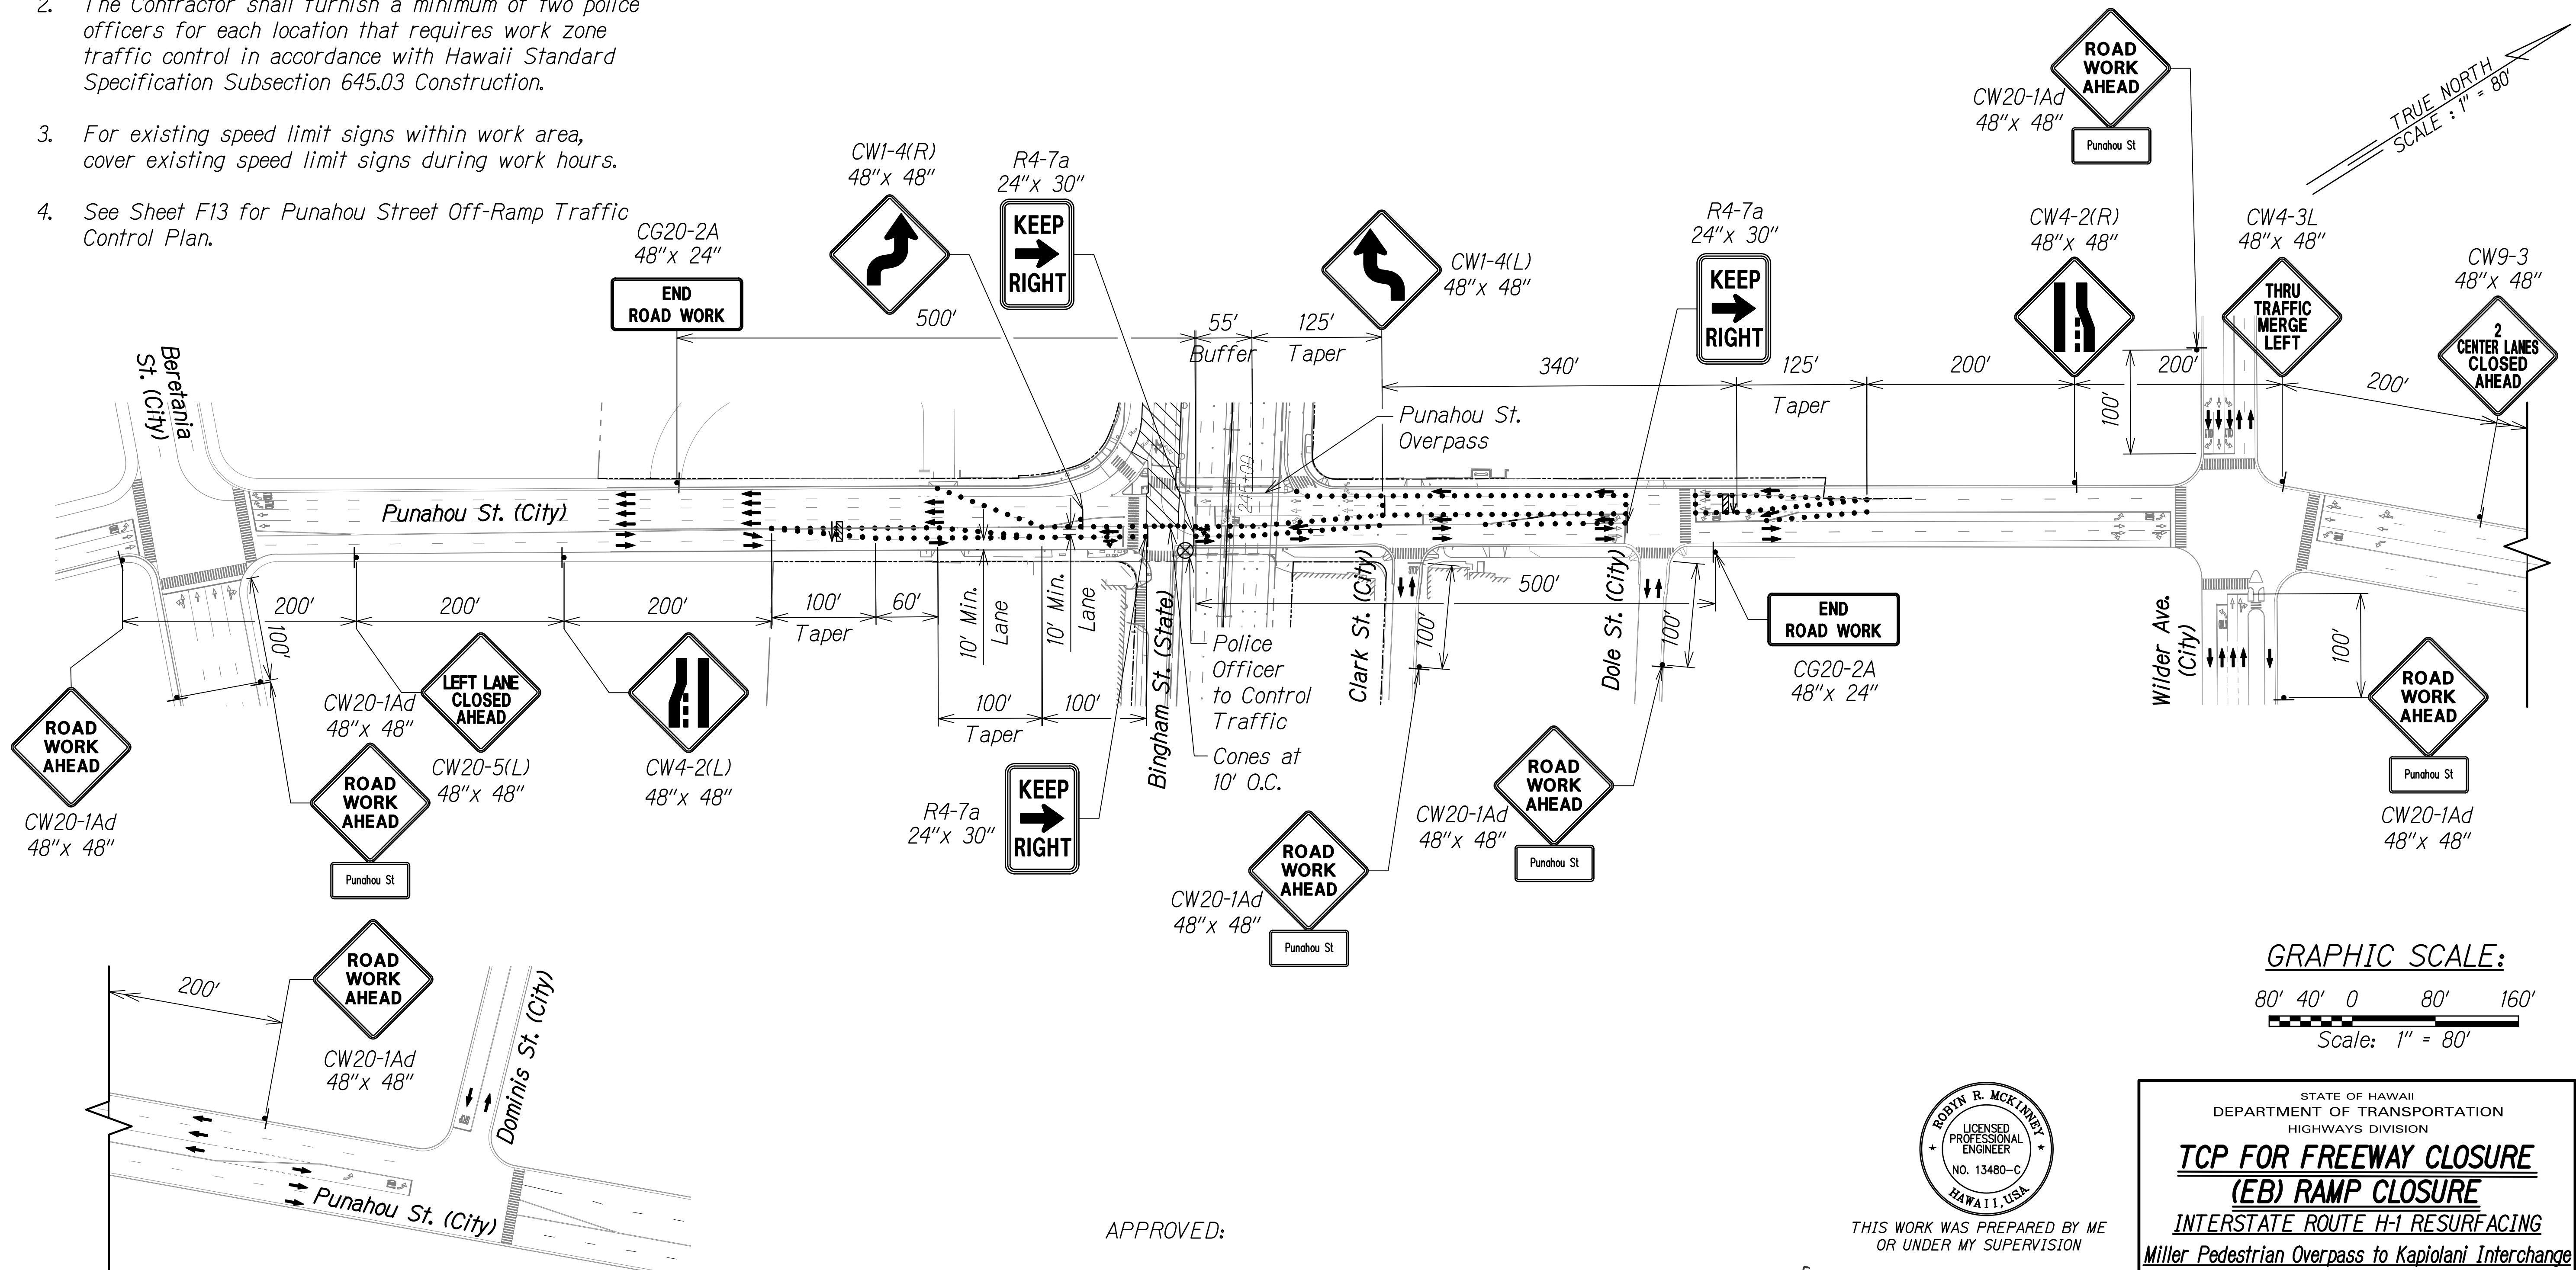 2. The Contractor shall furnish a minimum of two police
officers for each location that requires work zone
traffic control in accordance with Hawaii Standard
Specification Subsection 645.03 Construction.
3. For existing speed limit signs within work area,
cover existing speed limit signs during work hours.
4. See Sheet F13 for Punahou Street Off-Ramp Traffic
Control Plan.
CG20-2A
48"x 24"
END
ROAD WORK
CW1-4(R)
48"x 48"
R4-7a
24"x 30"
KEEP
RIGHT
500'
55'
Buffer
125'
Taper
CW1-4(L)
48"x 48"
R4-7a
24"x 30"
KEEP
RIGHT
340'
125'
Taper
200'
CW4-2(R)
48"x 48"
200'
ROAD
WORK
AHEAD
CW20-1Ad
48"x 48"
Punahou St
CW4-3L
48"x 48"
THRU
TRAFFIC
MERGE
LEFT
200'
CW9-3
48"x 48"
2
CENTER LANES
CLOSED
AHEAD
TRUE NORTH
SCALE : 1" = 80'
100'
Punahou St.
Overpass
Beretania
St. (City)
Punahou St. (City)
245+00
200'
200'
200'
100'
100'
Taper
60'
10' Min.
Lane
10' Min.
Lane
100'
Taper
100'
Bingham St. (State)
Police
Officer
to Control
Traffic
Cones at
10' O.C.
Clark St. (City)
STOP
100'
500'
Dole St. (City)
100'
END
ROAD WORK
CG20-2A
48"x 24"
Wilder Ave.
(City)
ONLY
100'
ROAD
WORK
AHEAD
Punahou St
CW20-1Ad
48"x 48"
ROAD
WORK
AHEAD
CW20-1Ad
48"x 48"
CW20-1Ad
48"x 48"
ROAD
WORK
AHEAD
Punahou St
LEFT LANE
CLOSED
AHEAD
CW20-5(L)
48"x 48"
CW4-2(L)
48"x 48"
R4-7a
24"x 30"
KEEP
RIGHT
ROAD
WORK
AHEAD
CW20-1Ad
48"x 48"
Punahou St
ROAD
WORK
AHEAD
CW20-1Ad
48"x 48"
Punahou St
200'
ROAD
WORK
AHEAD
CW20-1Ad
48"x 48"
Dominis St. (City)
Punahou St. (City)
GRAPHIC SCALE:
80' 40' 0 80' 160'
Scale: 1" = 80'
APPROVED:
ROBYN R. MCKINNEY
LICENSED
PROFESSIONAL
ENGINEER
NO. 13480-C
HAWAII, USA
THIS WORK WAS PREPARED BY ME
OR UNDER MY SUPERVISION
STATE OF HAWAII
DEPARTMENT OF TRANSPORTATION
HIGHWAYS DIVISION
TCP FOR FREEWAY CLOSURE
(EB) RAMP CLOSURE
INTERSTATE ROUTE H-1 RESURFACING
Miller Pedestrian Overpass to Kapiolani Interchange